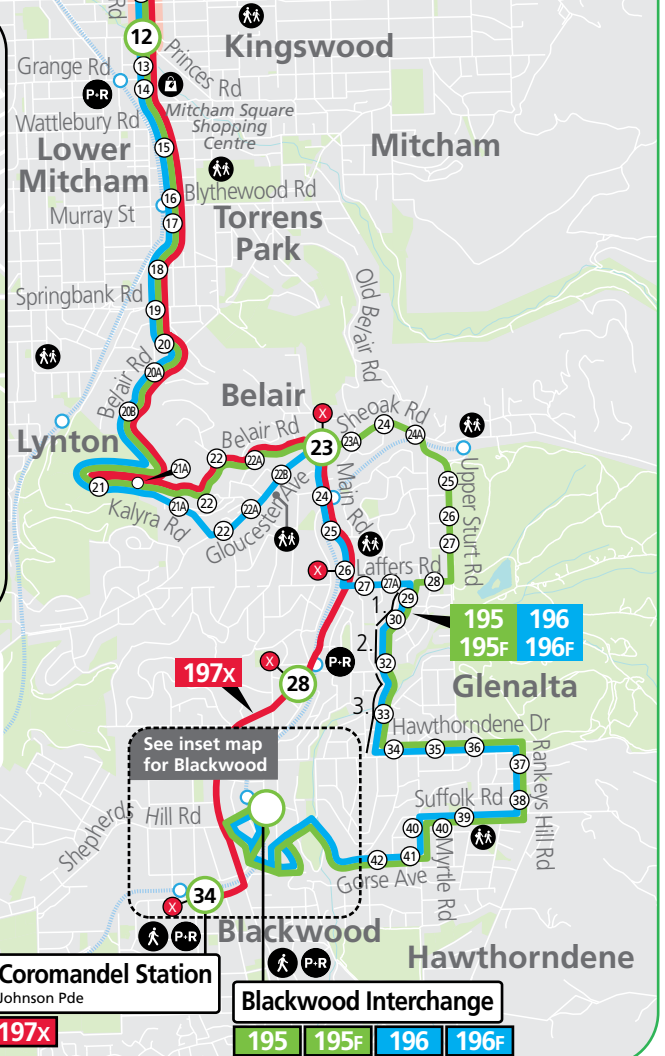 Rd
12
Kingswood
Princes Rd
Grange Rd
13
14
P·R
Mitcham Square
Shopping
Centre
Wattlebury Rd
Mitcham
Lower
Mitcham
15
Blythewood Rd
16
Murray St
17
Torrens
Park
18
Springbank Rd
19
Old Belair Rd
20
20A
Belair Rd
20B
Belair
X
Sheoak Rd
24
24A
23A
23
Belair Rd
Lynton
21A
22
22A
22B
21
21A
22
22A
22
Kalyra Rd
Gloucester Ave
Main Rd
24
25
25
26
27
Upper Sturt Rd
X
26
Laffers Rd
27
27A
28
29
1.
30
195
196
195F
196F
2.
32
X
P·R
28
197X
Glenalta
3.
33
Hawthorndene Dr
34
35
36
37
See inset map
for Blackwood
Rankeys Hill Rd
38
Suffolk Rd
39
Shepherds Hill Rd
40
40
41
42
Myrtle Rd
Gorse Ave
34
X
P·R
Blackwood
P·R
Hawthorndene
Coromandel Station
Johnson Pde
197X
Blackwood Interchange
195
195F
196
196F